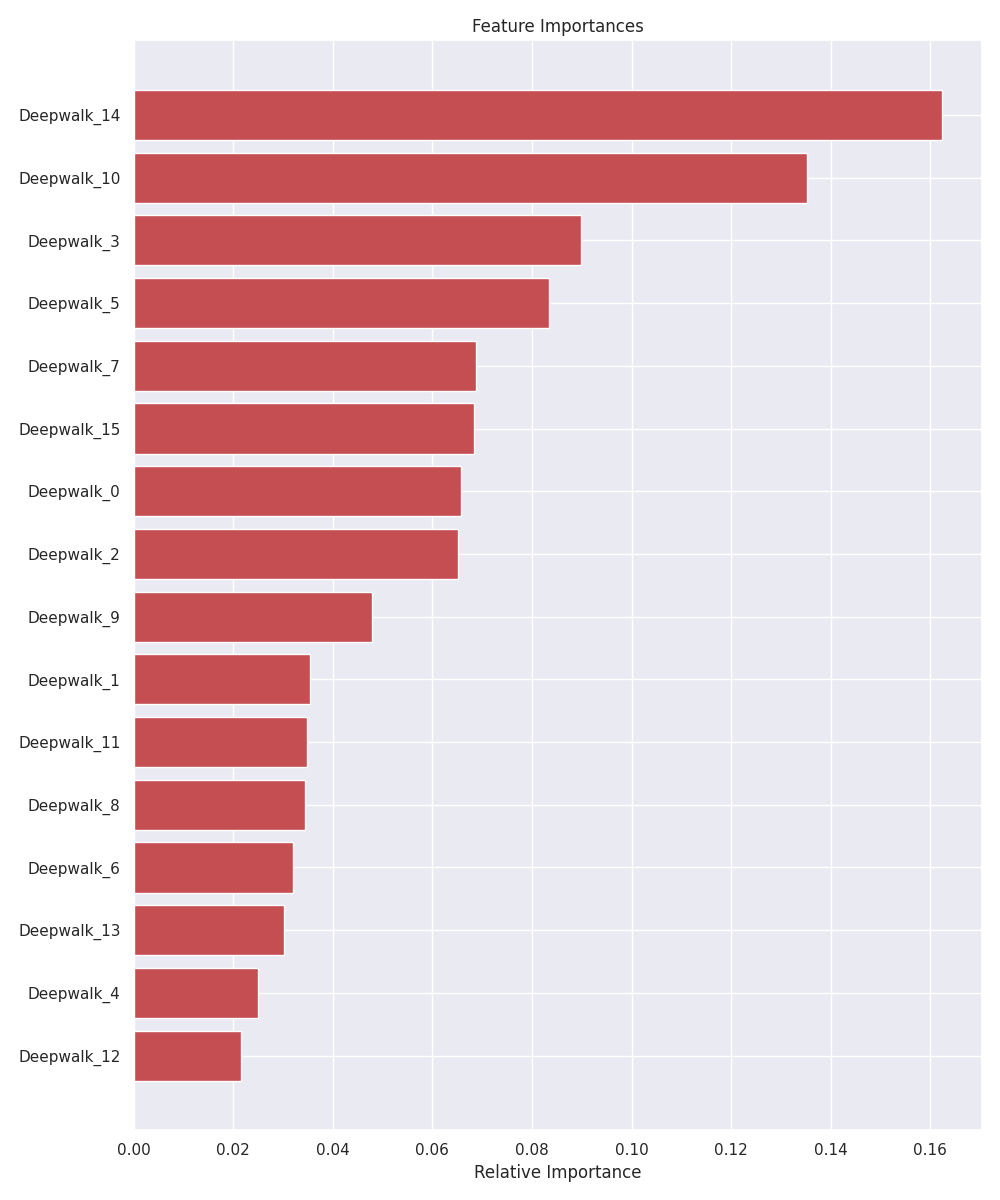 Feature Importances
Deepwalk_14
Deepwalk_10
Deepwalk_3
Deepwalk_5
Deepwalk_7
Deepwalk_15
Deepwalk_0
Deepwalk_2
Deepwalk_9
Deepwalk_1
Deepwalk_11
Deepwalk_8
Deepwalk_6
Deepwalk_13
Deepwalk_4
Deepwalk_12
0.00 0.02 0.04 0.06 0.08 0.10 0.12 0.14 0.16
Relative Importance